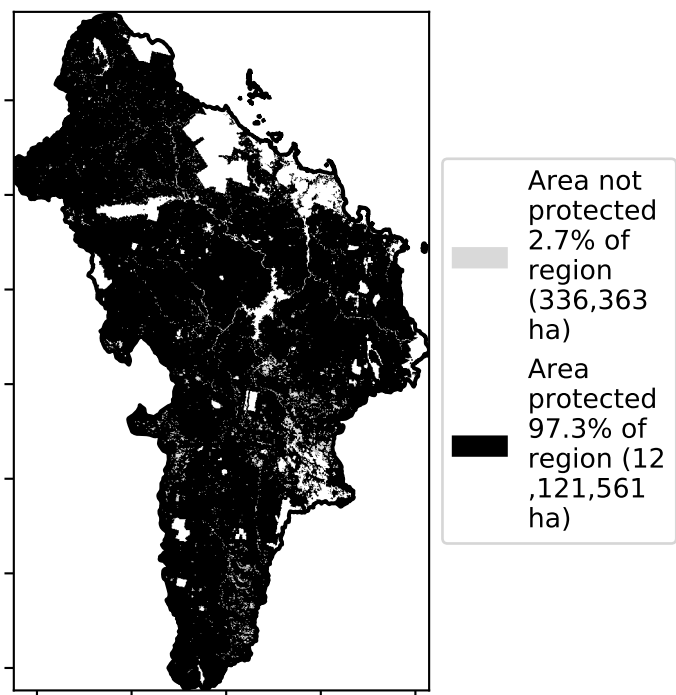 Area not
protected
2.7% of
region
(336,363
ha)
Area
protected
97.3% of
region (12
,121,561
ha)